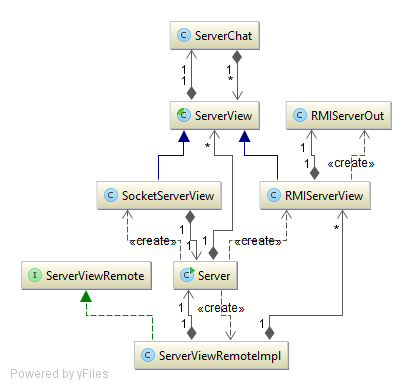 C ServerChat
1 1
1 *
C ServerView
C RMIServerOut
* 1 1
1 «create»
C SocketServerView
C RMIServerView
1
«create» 1 1 «create» *
I ServerViewRemote
C Server
1 «create»
1 1
C ServerViewRemoteImpl
Powered by yFiles